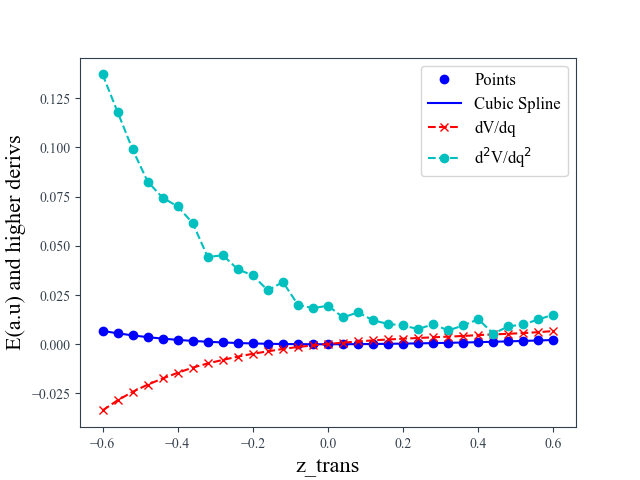 Points
Cubic Spline
dV/dq
d²V/dq²
E(a.u) and higher derivs
0.125
0.100
0.075
0.050
0.025
0.000
−0.025
−0.6
−0.4
−0.2
0.0
0.2
0.4
0.6
z_trans